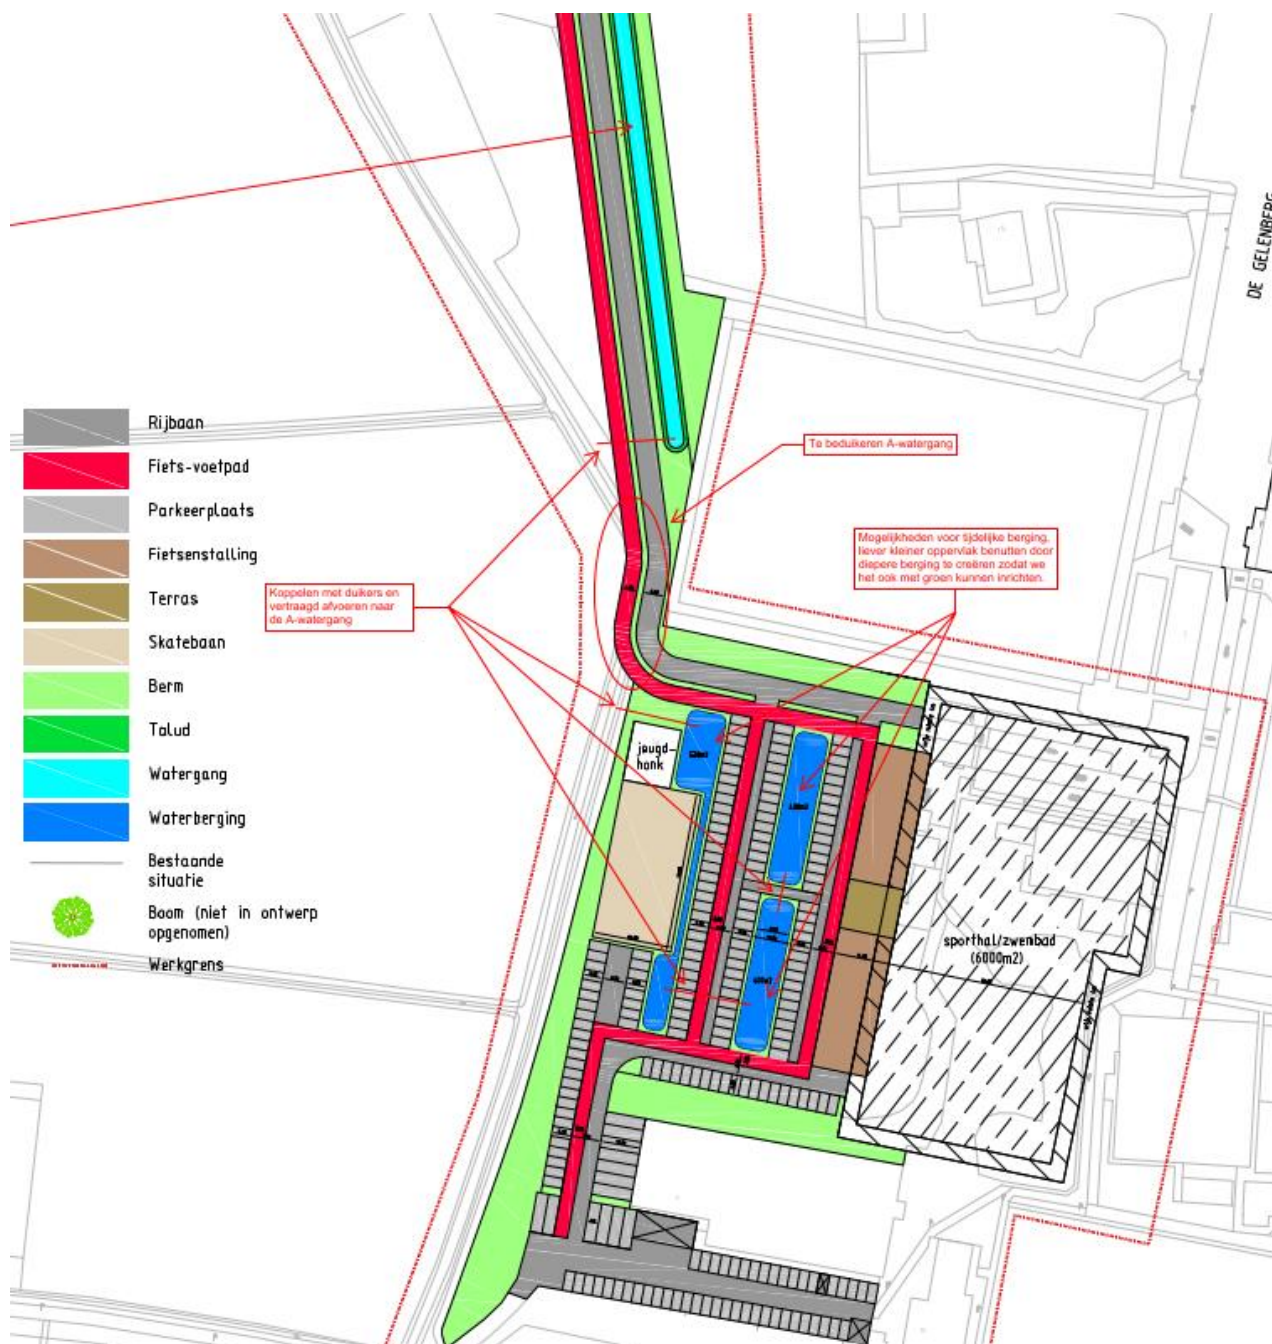 DE GELENBERG
Rijbaan
Fiets-voetpad
Parkeerplaats
Fietsenstalling
Terras
Skatebaan
Berm
Talud
Watergang
Waterberging
Bestaande
situatie
Boom (niet in ontwerp
opgenomen)
Werkgrens
Te beduikeren A-watergang
Mogelijkheden voor tijdelijke berging,
liever kleiner oppervlak benutten door
diepere berging te creëren zodat we
het ook met groen kunnen inrichten.
Koppelen met duikers en
vertraagd afvoeren naar
de A-watergang
jeugd-
honk
sporthal/zwembad
(6000m2)